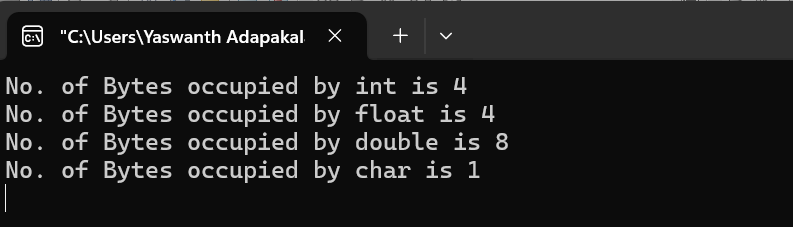 "C:\Users\Yaswanth Adapakal
No. of Bytes occupied by int is 4
No. of Bytes occupied by float is 4
No. of Bytes occupied by double is 8
No. of Bytes occupied by char is 1